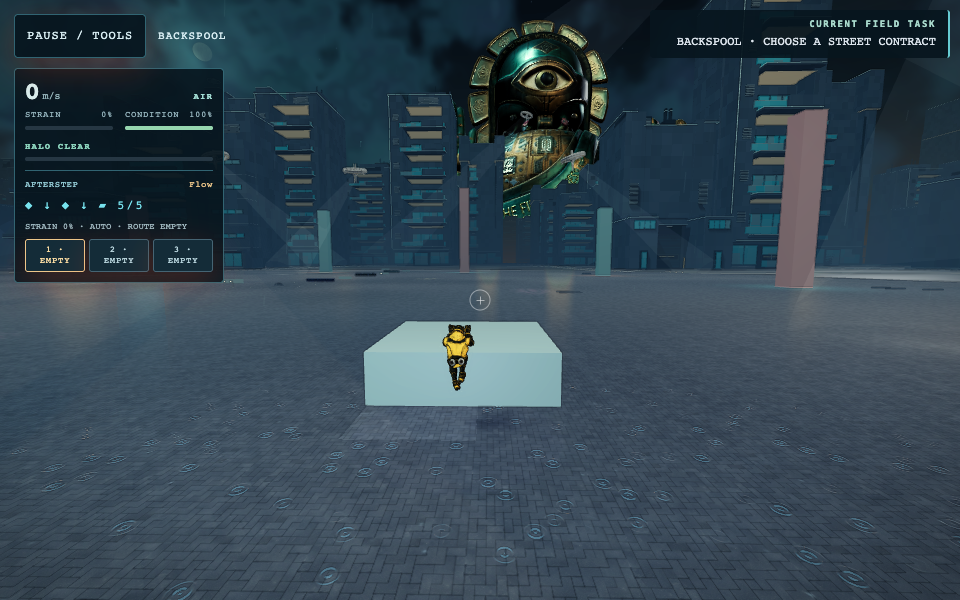 PAUSE / TOOLS
BACKSPOOL
CURRENT FIELD TASK
BACKSPOOL · CHOOSE A STREET CONTRACT
0 m/s
AIR
STRAIN 0%
CONDITION 100%
HALO CLEAR
AFTERSTEP
Flow
5/5
STRAIN 0% · AUTO · ROUTE EMPTY
1 · EMPTY
2 · EMPTY
3 · EMPTY